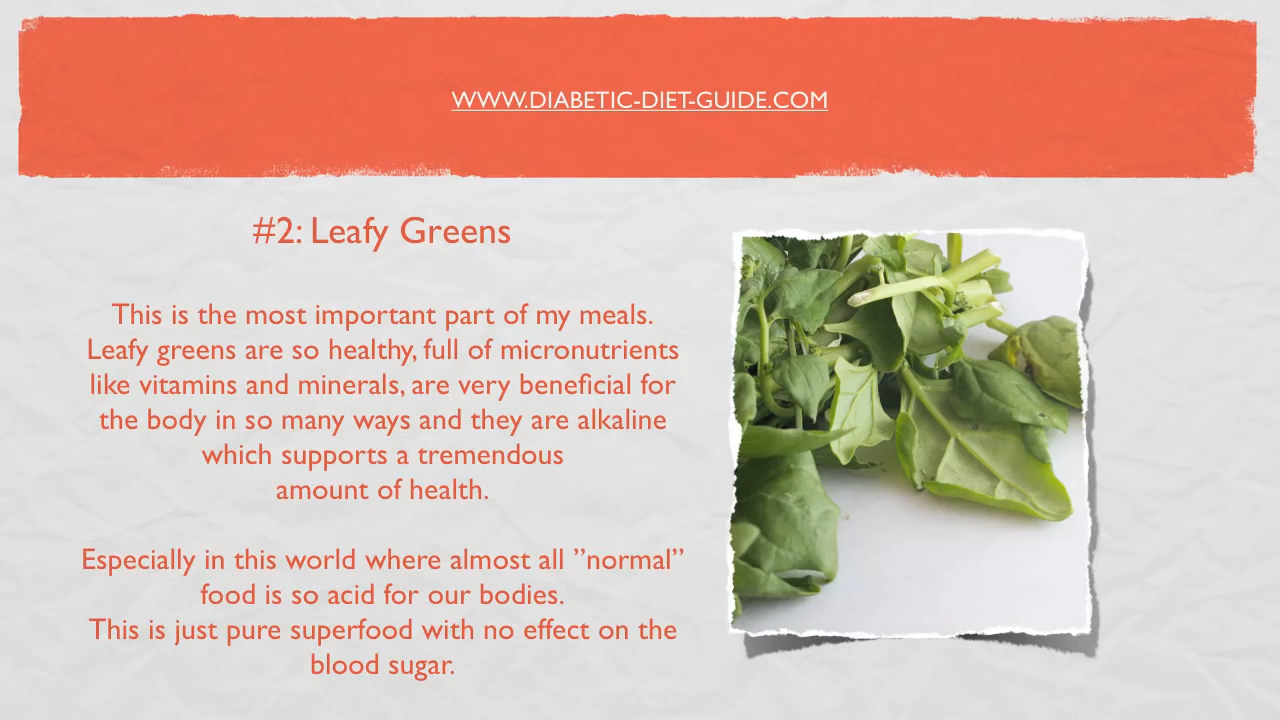 WWW.DIABETIC-DIET-GUIDE.COM
#2: Leafy Greens
This is the most important part of my meals.
Leafy greens are so healthy, full of micronutrients
like vitamins and minerals, are very beneficial for
the body in so many ways and they are alkaline
which supports a tremendous
amount of health.
Especially in this world where almost all ”normal”
food is so acid for our bodies.
This is just pure superfood with no effect on the
blood sugar.